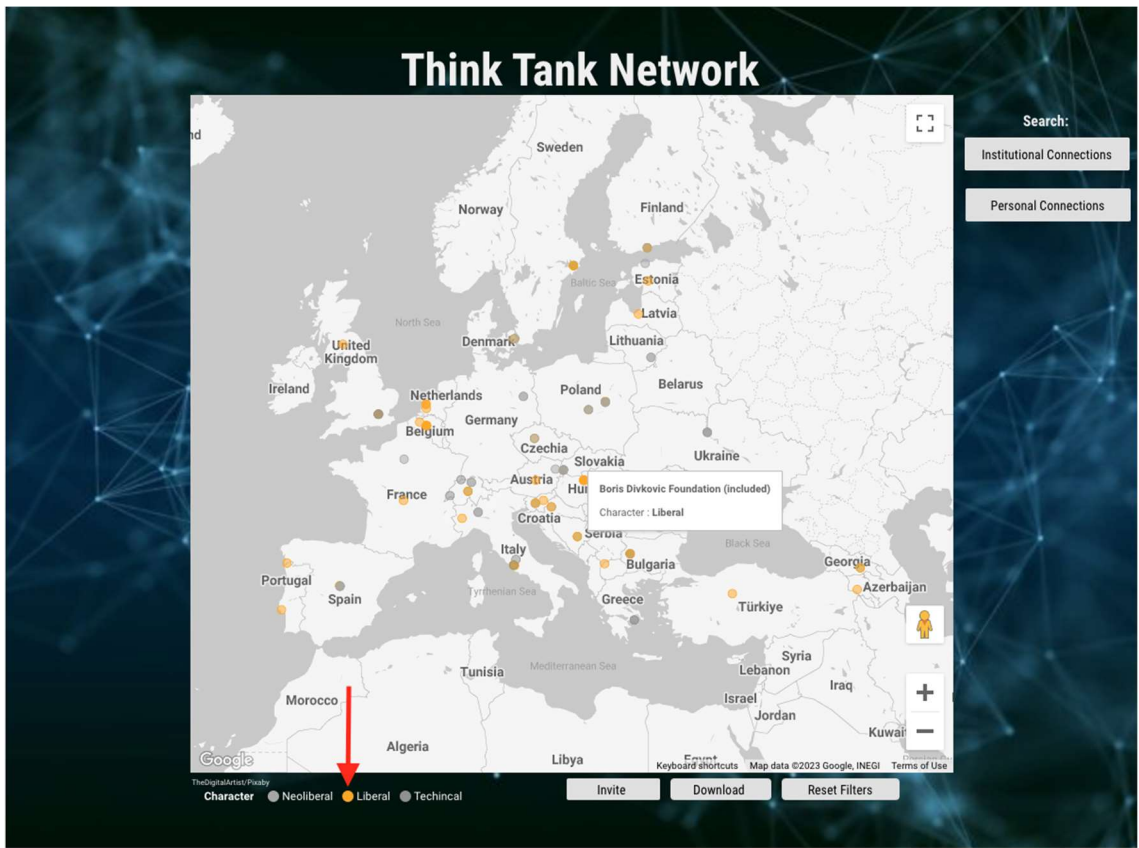 Think Tank Network
Search:
Institutional Connections
Personal Connections
nd
Sweden
Norway
Finland
Baltic Sea
Estonia
North Sea
Latvia
Denmark
Lithuania
United
Kingdom
Ireland
Netherlands
Poland
Belarus
Germany
Belgium
Czechia
Slovakia
Ukraine
Austria
Hu
France
Boris Divkovic Foundation (included)
Character : Liberal
Croatia
Serbia
Black Sea
Italy
Bulgaria
Georgia
Portugal
Spain
Tyrrhenian Sea
Greece
Azerbaijan
Türkiye
Mediterranean Sea
Tunisia
Syria
Lebanon
Iraq
Morocco
Israel
Jordan
Kuwai
Algeria
Libya
Egypt
Google
Keyboard shortcuts Map data ©2023 Google, INEGI Terms of Use
TheDigitalArtist/Pixaby
Character Neoliberal Liberal Techincal
Invite Download Reset Filters